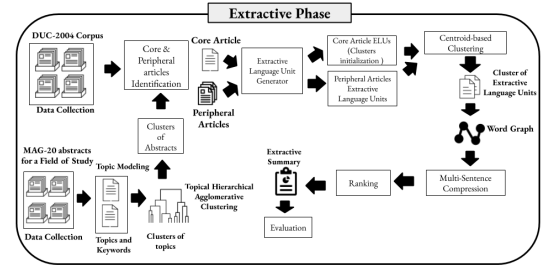 Extractive Phase
DUC-2004 Corpus
Data Collection
Core &
Peripheral
articles
Identification
Core Article
Peripheral
Articles
Extractive
Language Unit
Generator
Core Article ELUs
(Clusters
initialization )
Peripheral Articles
Extractive
Language Units
Centroid-based
Clustering
Cluster of
Extractive
Language Units
Word Graph
Multi-Sentence
Compression
Ranking
Extractive
Summary
Evaluation
MAG-20 abstracts
for a Field of Study
Data Collection
Topic Modeling
Topics and
Keywords
Clusters of
topics
Topical Hierarchical
Agglomerative
Clustering
Clusters
of
Abstracts